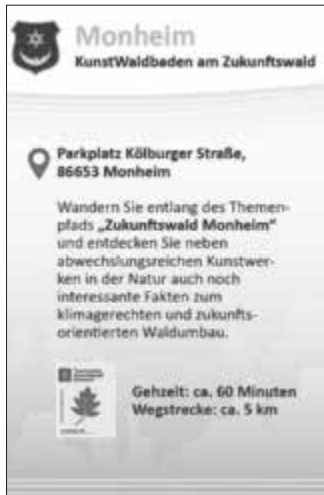 Monheim
KunstWaldbaden am Zukunftswald
Parkplatz Kölburger Straße,
86653 Monheim
Wandern Sie entlang des Themen-
pfads „Zukunftswald Monheim“
und entdecken Sie neben
abwechslungsreichen Kunstwer-
ken in der Natur auch noch
interessante Fakten zum
klimagerechten und zukunfts-
orientierten Waldumbau.
Gehzeit: ca. 60 Minuten
Wegstrecke: ca. 5 km